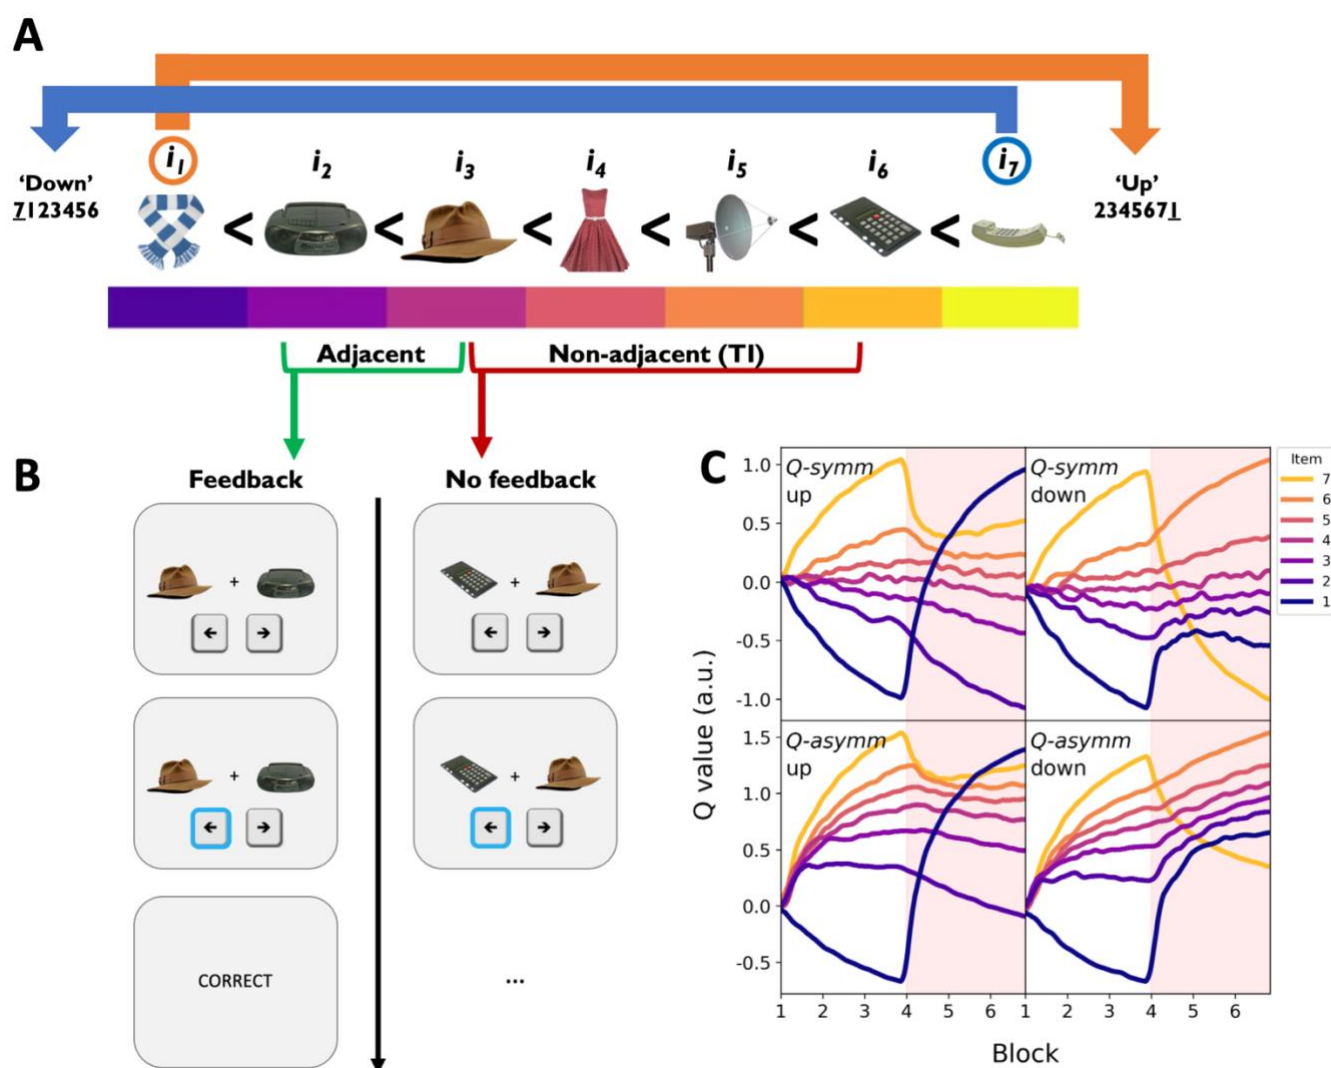 A
i1 i2 i3 i4 i5 i6 i7
'Down'
7123456
'Up'
2345671
< < < < < <
Adjacent
Non-adjacent (TI)
B
Feedback
No feedback
+
← →
+
← →
+
← →
+
← →
CORRECT
...
C
Q-symm
up
Q-symm
down
Q-asymm
up
Q-asymm
down
Item
7
6
5
4
3
2
1
Q value (a.u.)
1.0
0.5
0.0
-0.5
-1.0
1.5
1.0
0.5
0.0
-0.5
1 2 3 4 5 6 1 2 3 4 5 6
Block